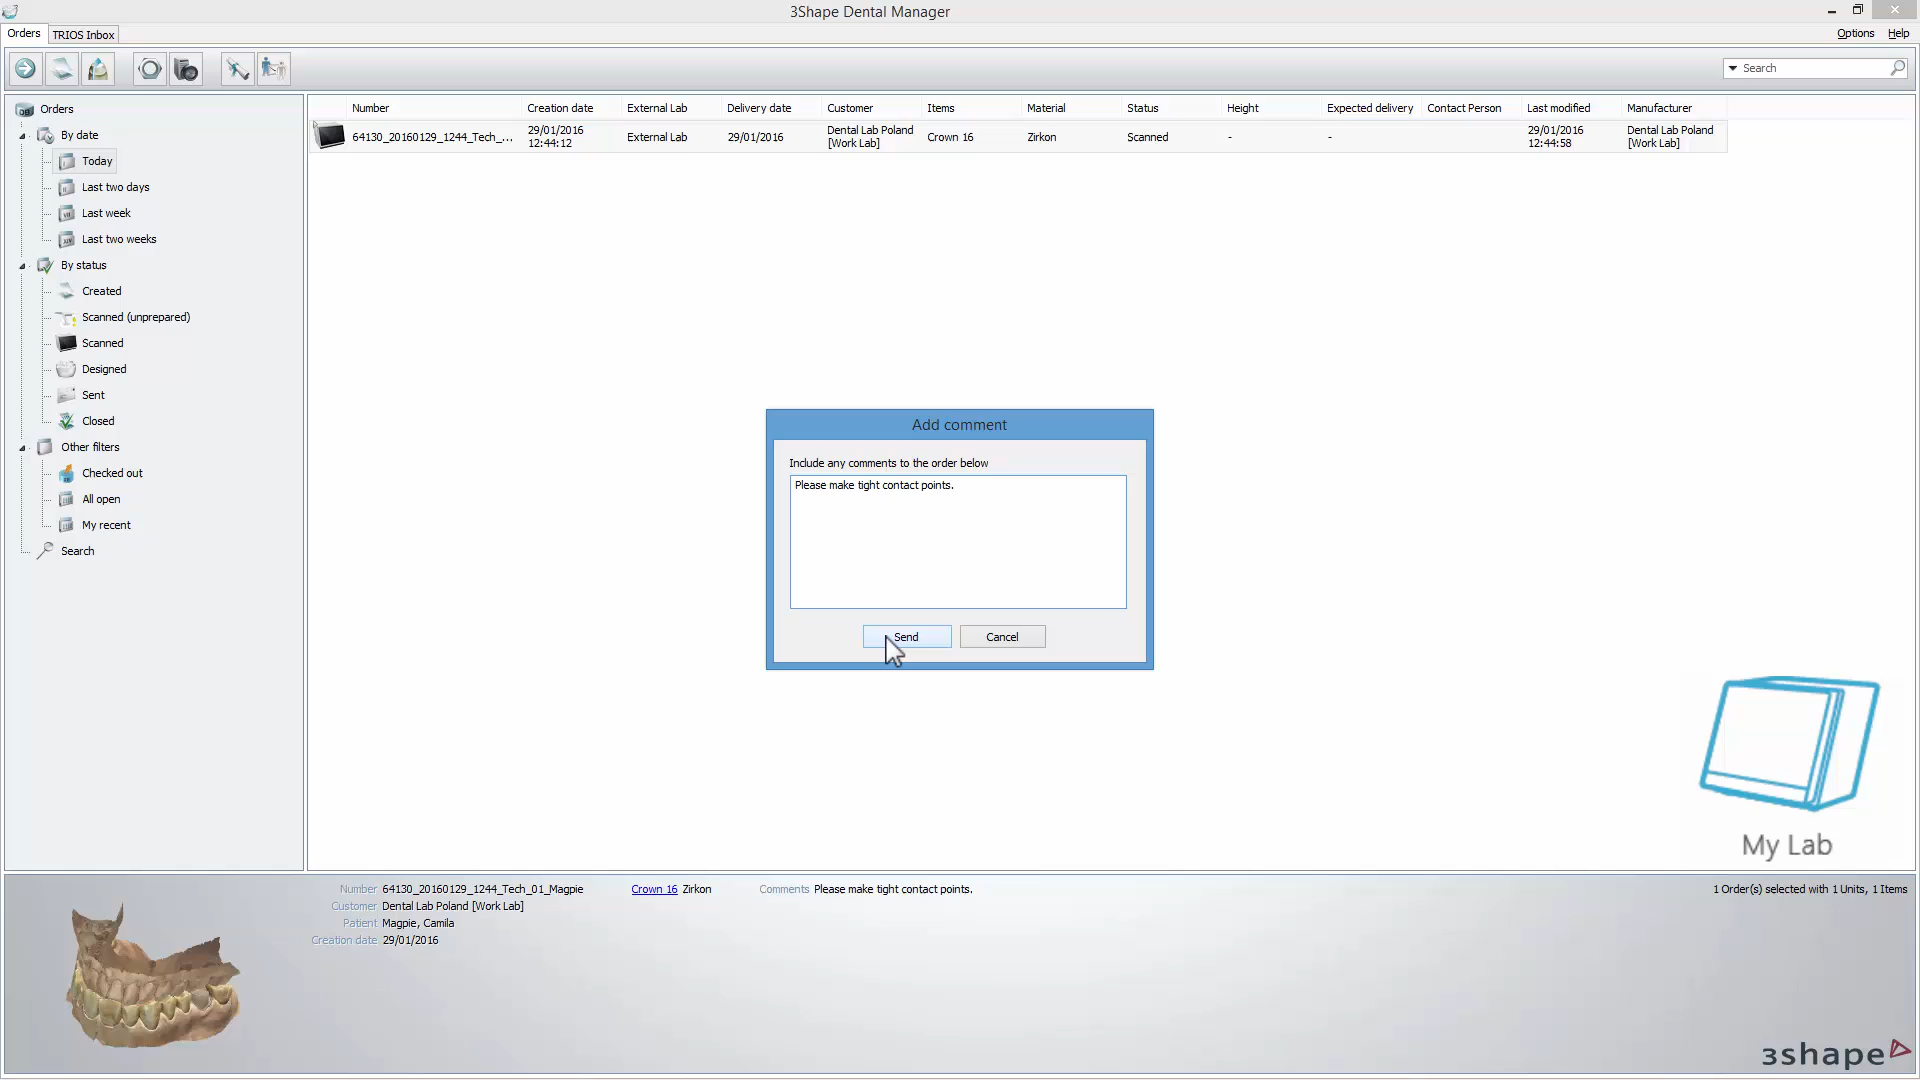 3Shape Dental Manager
Orders
TRIOS Inbox
Options
Help
Search
Orders
By date
Today
Last two days
Last week
Last two weeks
By status
Created
Scanned (unprepared)
Scanned
Designed
Sent
Closed
Other filters
Checked out
All open
My recent
Search
Number Creation date External Lab Delivery date Customer Items Material Status Height Expected delivery Contact Person Last modified Manufacturer
64130_20160129_1244_Tech_... 29/01/2016 12:44:12 External Lab 29/01/2016 Dental Lab Poland [Work Lab] Crown 16 Zirkon Scanned - - 29/01/2016 12:44:58 Dental Lab Poland [Work Lab]
Add comment
Include any comments to the order below
Please make tight contact points.
Send
Cancel
My Lab
Number 64130_20160129_1244_Tech_01_Magpie
Customer Dental Lab Poland [Work Lab]
Patient Magpie, Camila
Creation date 29/01/2016
Crown 16 Zirkon
Comments Please make tight contact points.
1 Order(s) selected with 1 Units, 1 Items
3shape